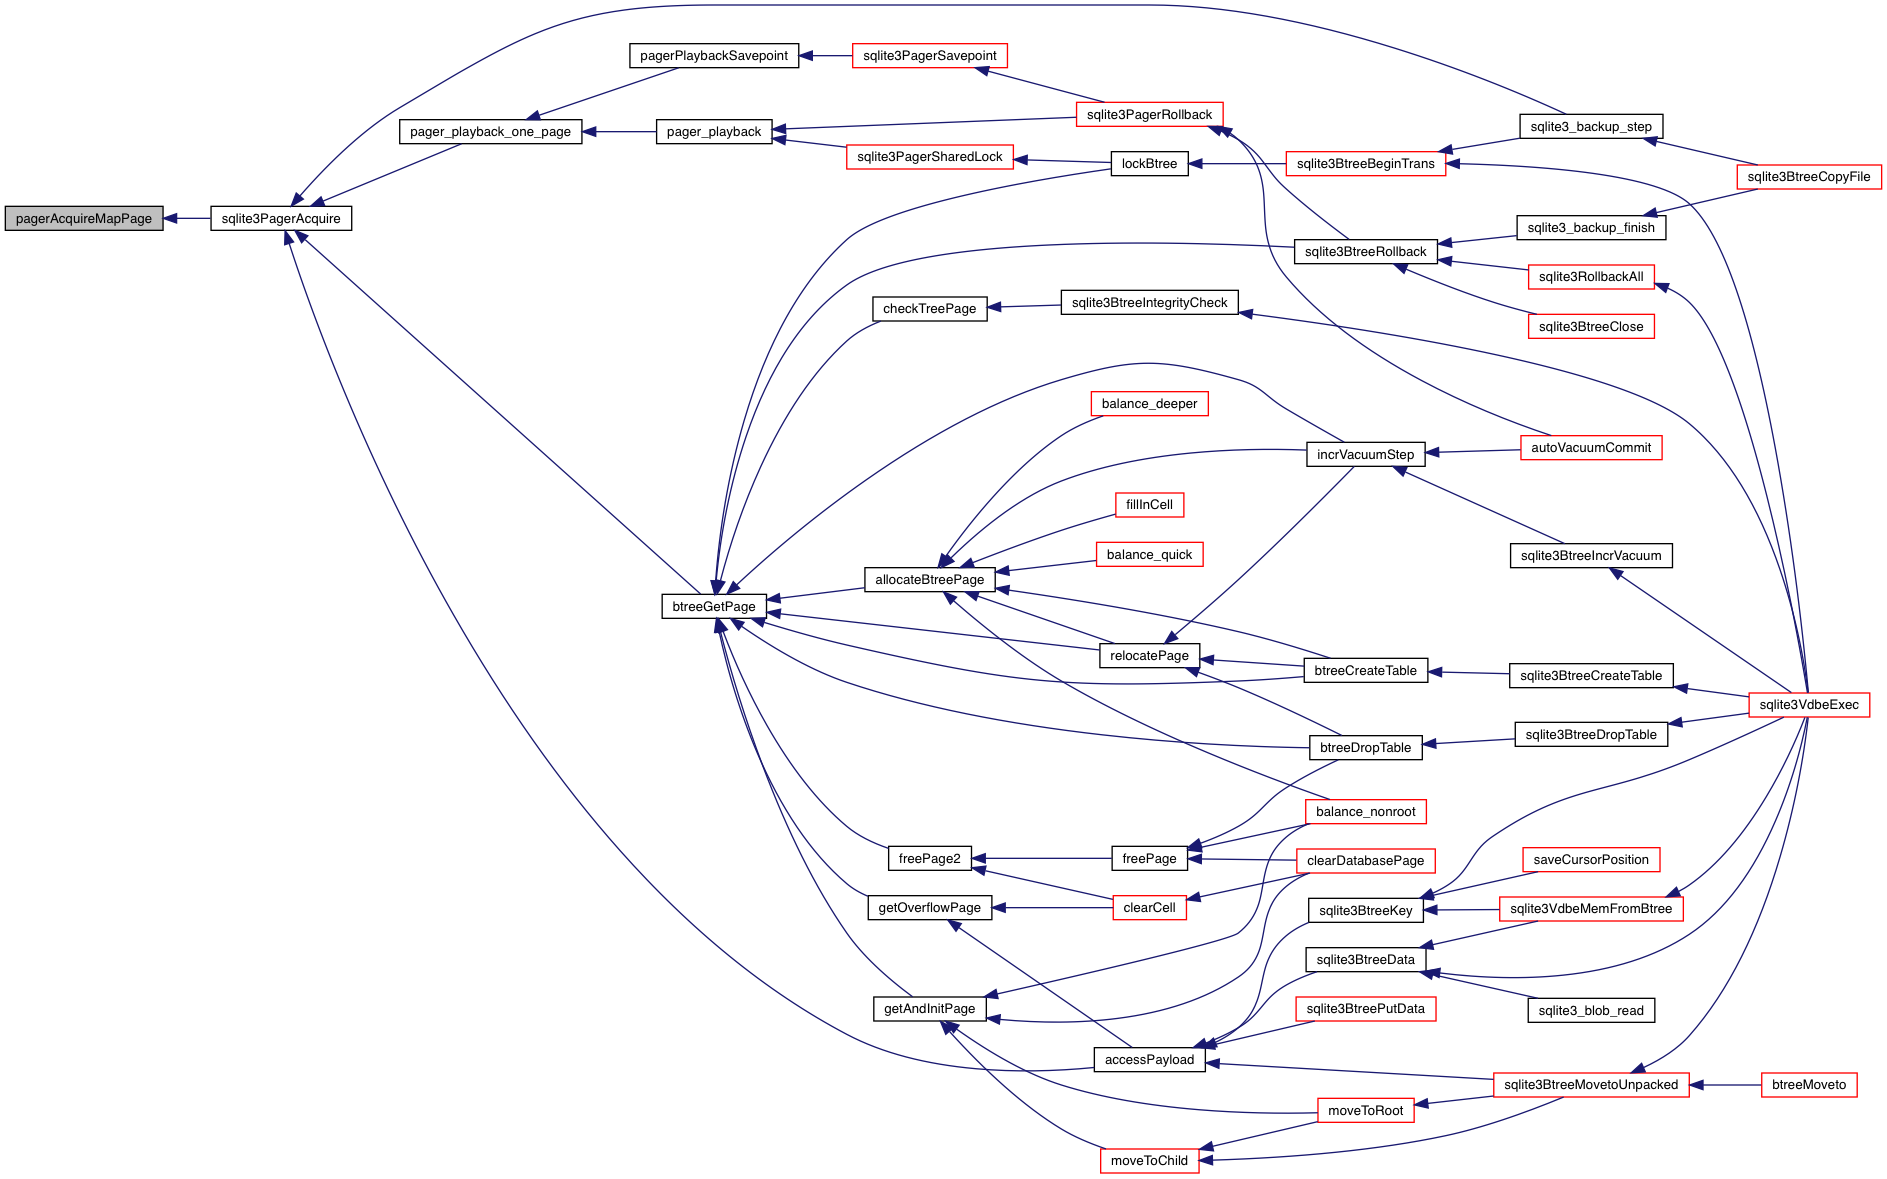 pagerPlaybackSavepoint
sqlite3PagerSavepoint
sqlite3PagerRollback
pager_playback_one_page
pager_playback
sqlite3_backup_step
sqlite3PagerSharedLock
lockBtree
sqlite3BtreeBeginTrans
sqlite3BtreeCopyFile
pagerAcquireMapPage
sqlite3PagerAcquire
sqlite3_backup_finish
sqlite3BtreeRollback
sqlite3RollbackAll
checkTreePage
sqlite3BtreeIntegrityCheck
sqlite3BtreeClose
balance_deeper
incrVacuumStep
autoVacuumCommit
fillInCell
balance_quick
sqlite3BtreeIncrVacuum
allocateBtreePage
btreeGetPage
relocatePage
btreeCreateTable
sqlite3BtreeCreateTable
sqlite3VdbeExec
sqlite3BtreeDropTable
btreeDropTable
balance_nonroot
freePage2
freePage
clearDatabasePage
saveCursorPosition
getOverflowPage
clearCell
sqlite3BtreeKey
sqlite3VdbeMemFromBtree
sqlite3BtreeData
getAndInitPage
sqlite3BtreePutData
sqlite3_blob_read
accessPayload
sqlite3BtreeMovetoUnpacked
btreeMoveto
moveToRoot
moveToChild